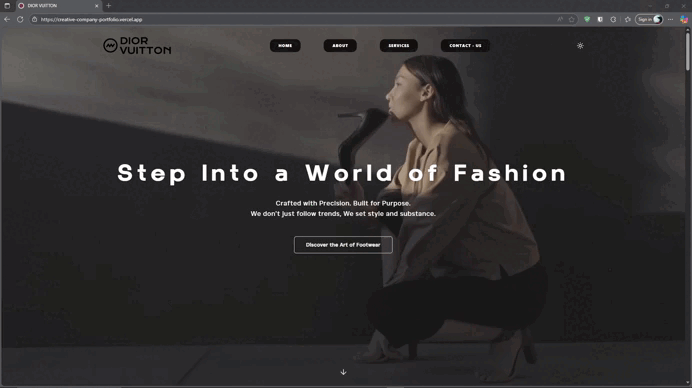 DIOR VUITTON
https://creative-company-portfolio.vercel.app
Sign in
DIOR
VUITTON
HOME
ABOUT
SERVICES
CONTACT - US
Step Into a World of Fashion
Crafted with Precision. Built for Purpose.
We don't just follow trends, We set style and substance.
Discover the Art of Footwear